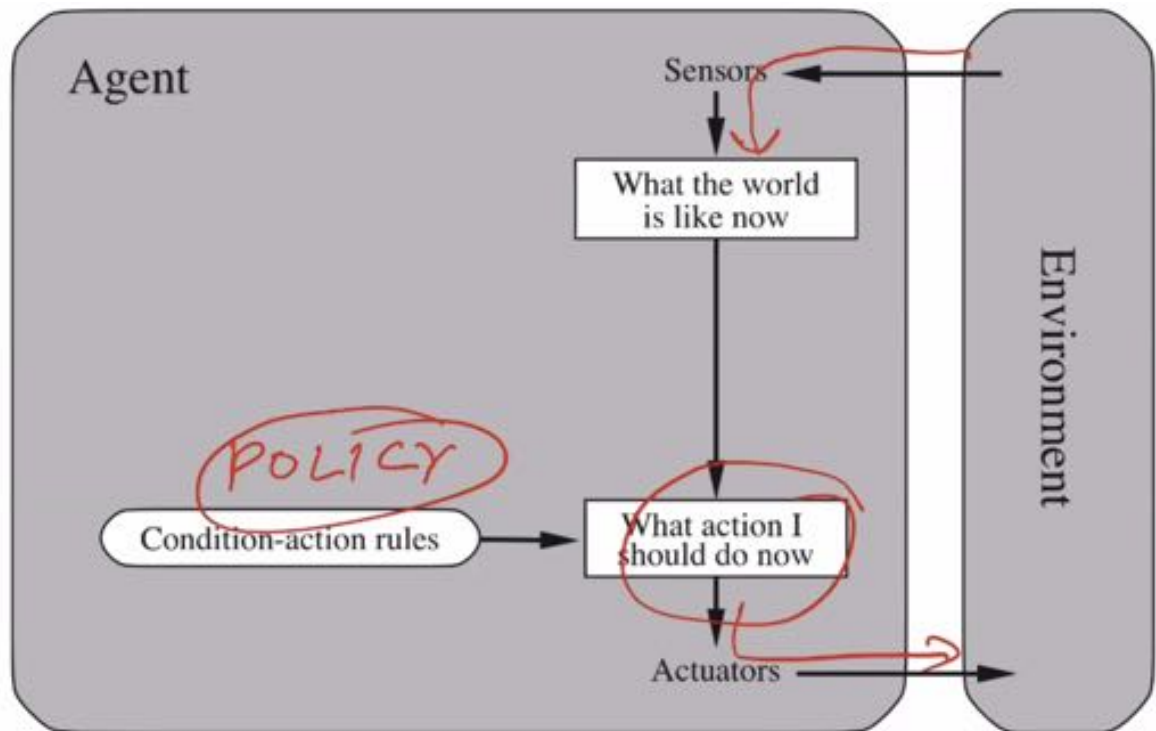 Agent
Sensors
What the world
is like now
Environment
POLICY
Condition-action rules
What action I
should do now
Actuators